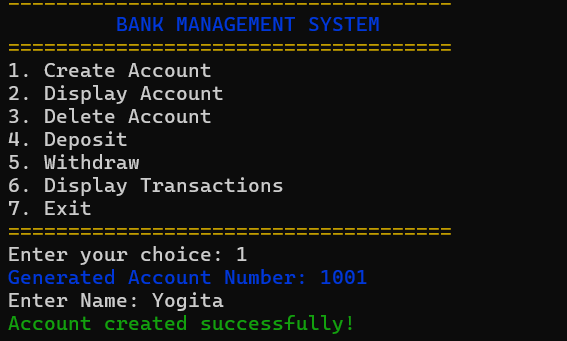 =====================================
BANK MANAGEMENT SYSTEM
=====================================
1. Create Account
2. Display Account
3. Delete Account
4. Deposit
5. Withdraw
6. Display Transactions
7. Exit
=====================================
Enter your choice: 1
Generated Account Number: 1001
Enter Name: Yogita
Account created successfully!